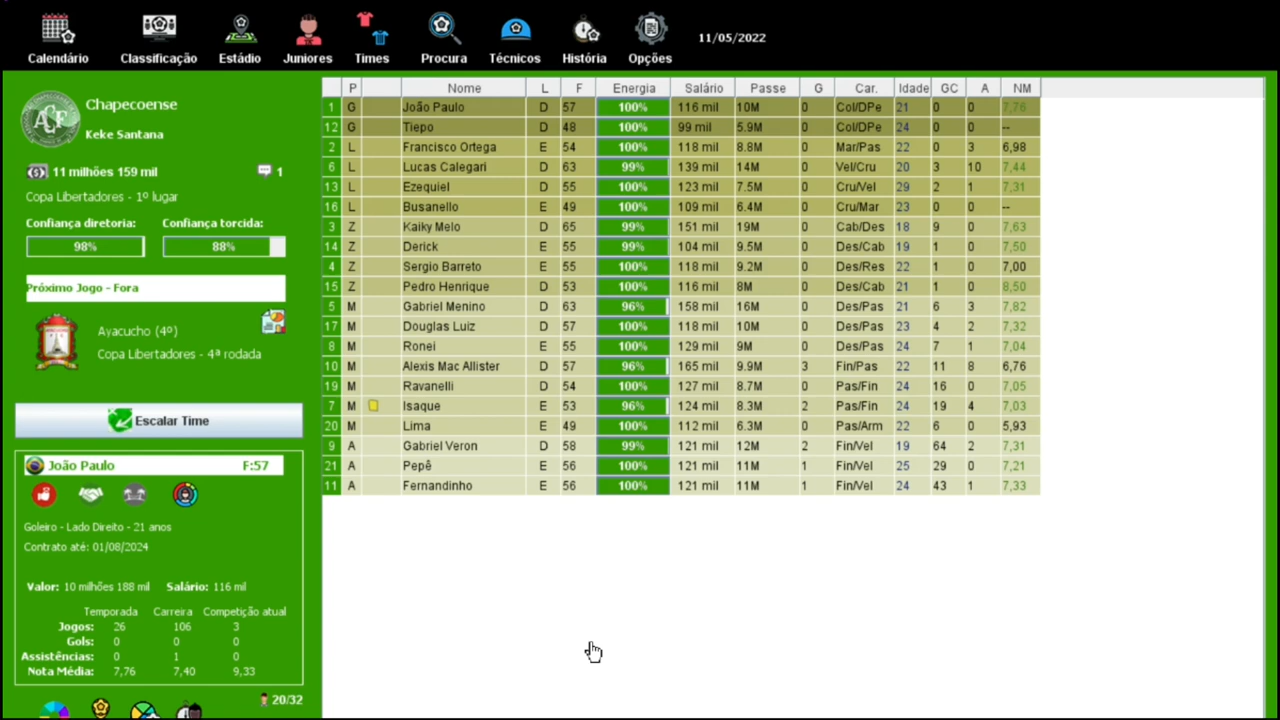 Calendário Classificação Estádio Juniores Times Procura Técnicos História Opções 11/05/2022
ACF
Chapecoense
Keke Santana
11 milhões 159 mil 1
Copa Libertadores - 1º lugar
Confiança diretoria: Confiança torcida:
98% 88%
Próximo Jogo - Fora
Ayacucho (4º)
Copa Libertadores - 4ª rodada
Escalar Time
João Paulo F:57
Goleiro - Lado Direito - 21 anos
Contrato até: 01/08/2024
Valor: 10 milhões 188 mil Salário: 116 mil
Temporada Carreira Competição atual
Jogos: 26 106 3
Gols: 0 0 0
Assistências: 0 1 0
Nota Média: 7,76 7,40 9,33
20/32
P Nome L F Energia Salário Passe G Car. Idade GC A NM
1 G João Paulo D 57 100% 116 mil 10M 0 Col/DPe 21 0 0 7,76
12 G Tiepo D 48 100% 99 mil 5.9M 0 Col/DPe 24 0 0 --
2 L Francisco Ortega E 54 100% 118 mil 8.8M 0 Mar/Pas 22 0 3 6,98
6 L Lucas Calegari D 63 99% 139 mil 14M 0 Vel/Cru 20 3 10 7,44
13 L Ezequiel D 55 100% 123 mil 7.5M 0 Cru/Vel 29 2 1 7,31
16 L Busanello E 49 100% 109 mil 6.4M 0 Cru/Mar 23 0 0 --
3 Z Kaiky Melo D 65 99% 151 mil 19M 0 Cab/Des 18 9 0 7,63
14 Z Derick E 55 99% 104 mil 9.5M 0 Des/Cab 19 1 0 7,50
4 Z Sergio Barreto E 55 100% 118 mil 9.2M 0 Des/Res 22 1 0 7,00
15 Z Pedro Henrique D 53 100% 116 mil 8M 0 Des/Cab 21 1 0 8,50
5 M Gabriel Menino D 63 96% 158 mil 16M 0 Des/Pas 21 6 3 7,82
17 M Douglas Luiz D 57 100% 118 mil 10M 0 Des/Pas 23 4 2 7,32
8 M Ronei E 55 100% 129 mil 9M 0 Des/Pas 24 7 1 7,04
10 M Alexis Mac Allister D 57 96% 165 mil 9.9M 3 Fin/Pas 22 11 8 6,76
19 M Ravanelli D 54 100% 127 mil 8.7M 0 Pas/Fin 24 16 0 7,05
7 M Isaque E 53 96% 124 mil 8.3M 2 Pas/Fin 24 19 4 7,03
20 M Lima E 49 100% 112 mil 6.3M 0 Pas/Arm 22 6 0 5,93
9 A Gabriel Veron D 58 99% 121 mil 12M 2 Fin/Vel 19 64 2 7,31
21 A Pepê E 56 100% 121 mil 11M 1 Fin/Vel 25 29 0 7,21
11 A Fernandinho E 56 100% 121 mil 11M 1 Fin/Vel 24 43 1 7,33